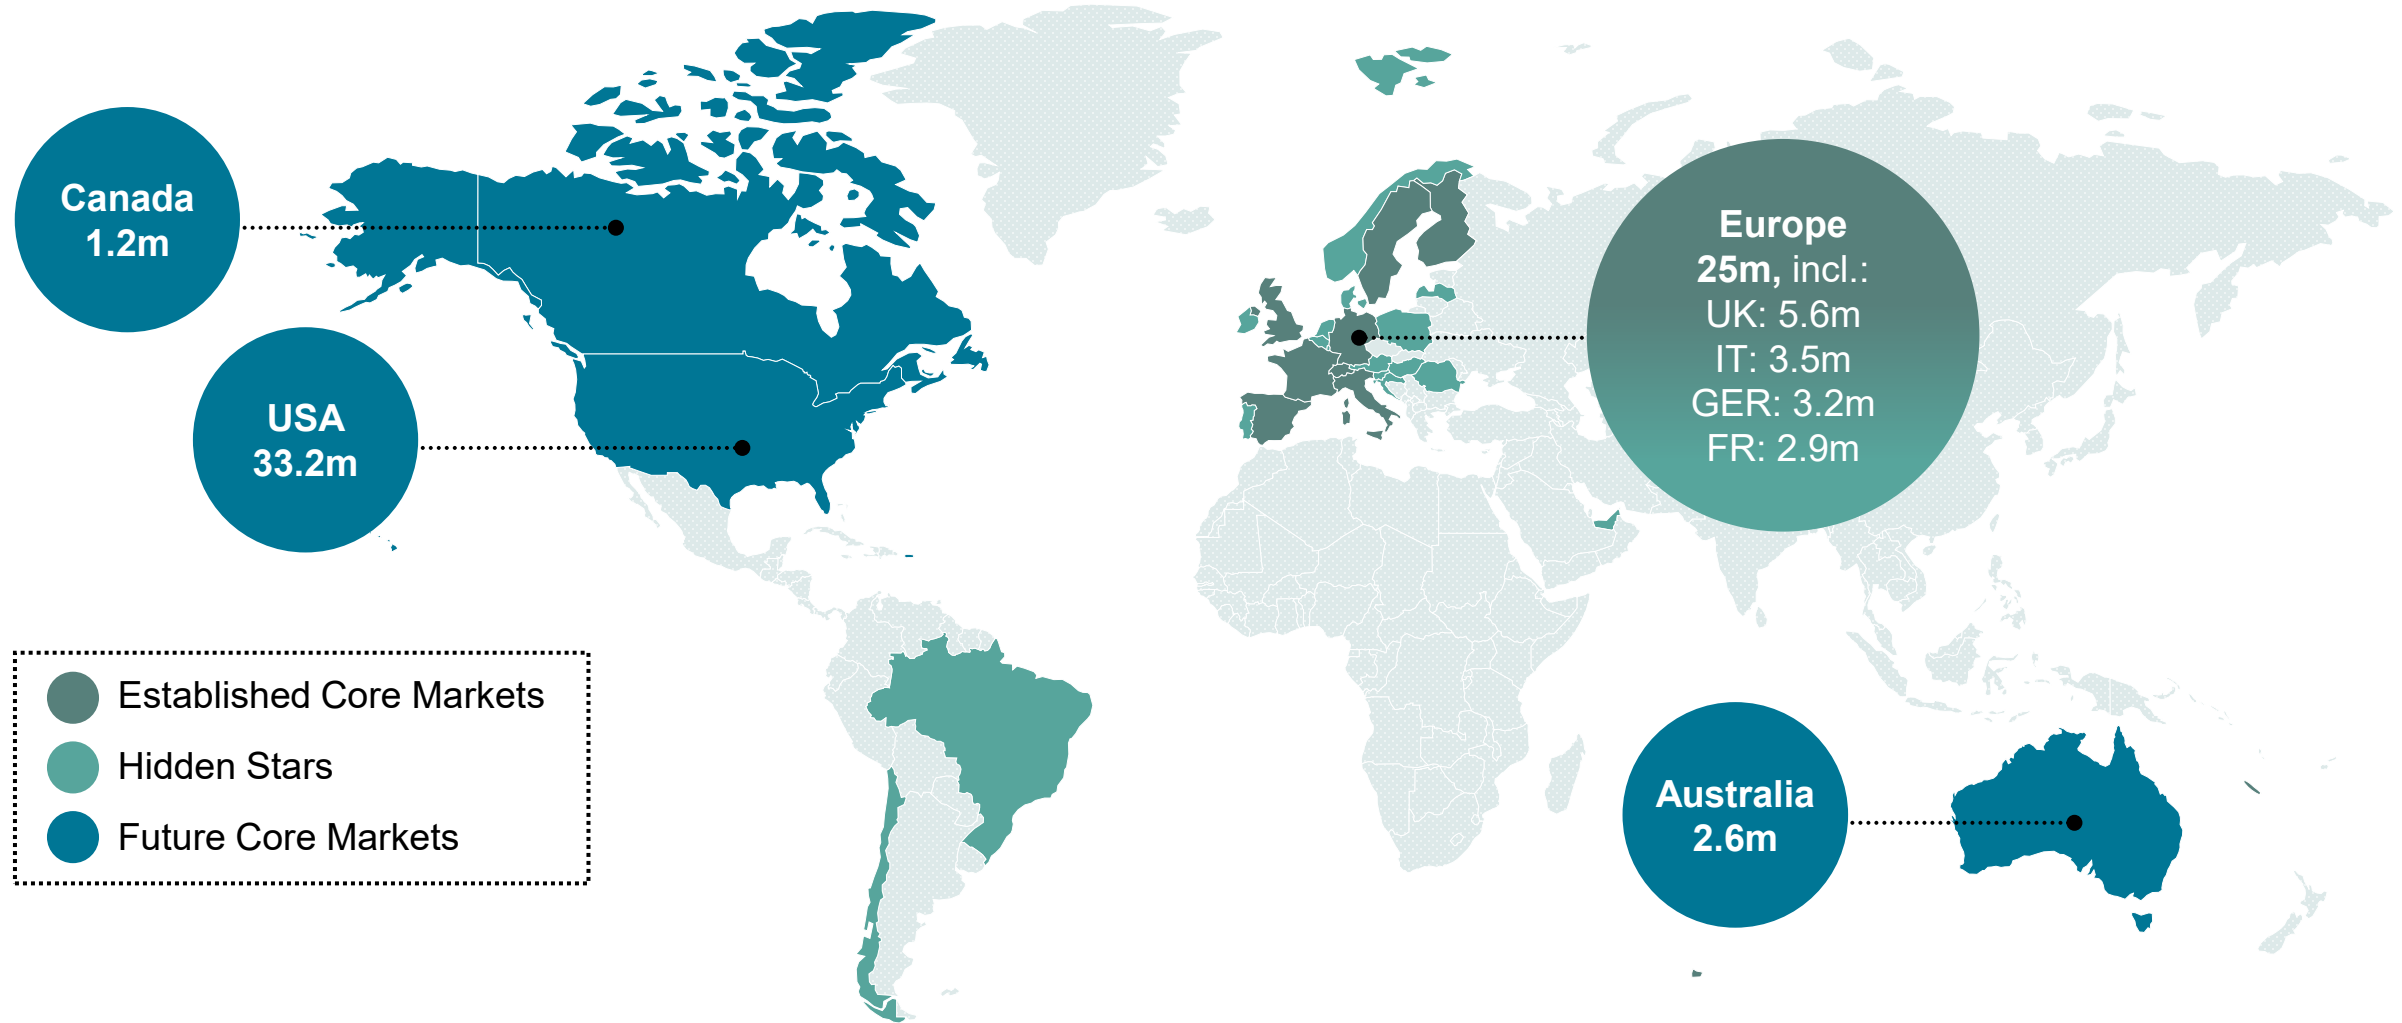 Canada
1.2m
USA
33.2m
Europe
25m, incl.:
UK: 5.6m
IT: 3.5m
GER: 3.2m
FR: 2.9m
Established Core Markets
Hidden Stars
Future Core Markets
Australia
2.6m